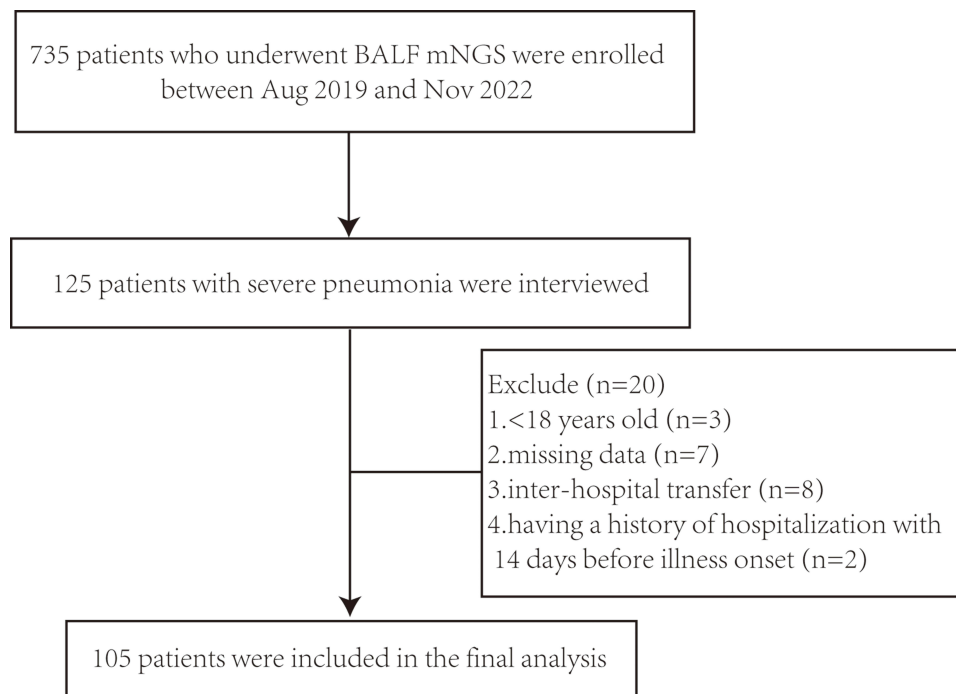 735 patients who underwent BALF mNGS were enrolled
between Aug 2019 and Nov 2022
125 patients with severe pneumonia were interviewed
Exclude (n=20)
1.<18 years old (n=3)
2.missing data (n=7)
3.inter-hospital transfer (n=8)
4.having a history of hospitalization with
14 days before illness onset (n=2)
105 patients were included in the final analysis